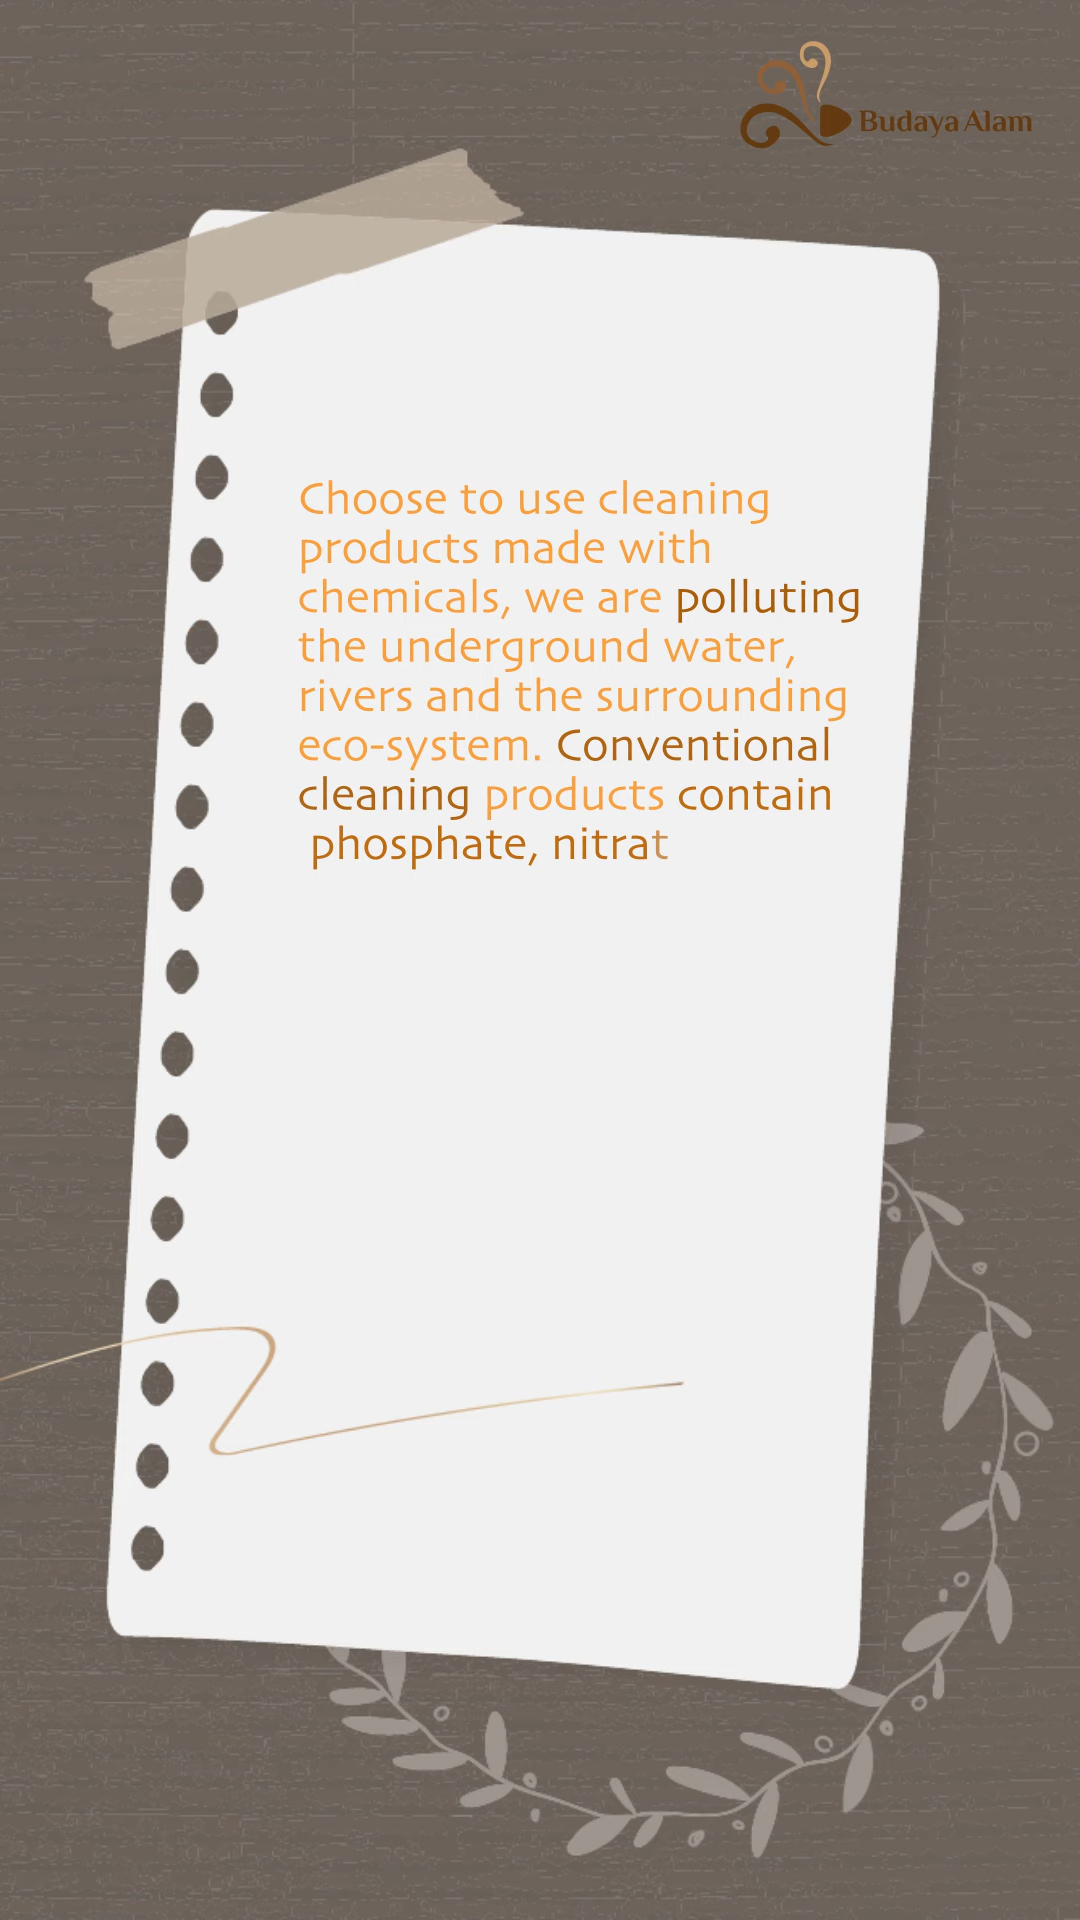 Budaya Alam
Choose to use cleaning
products made with
chemicals, we are polluting
the underground water,
rivers and the surrounding
eco-system. Conventional
cleaning products contain
phosphate, nitrat